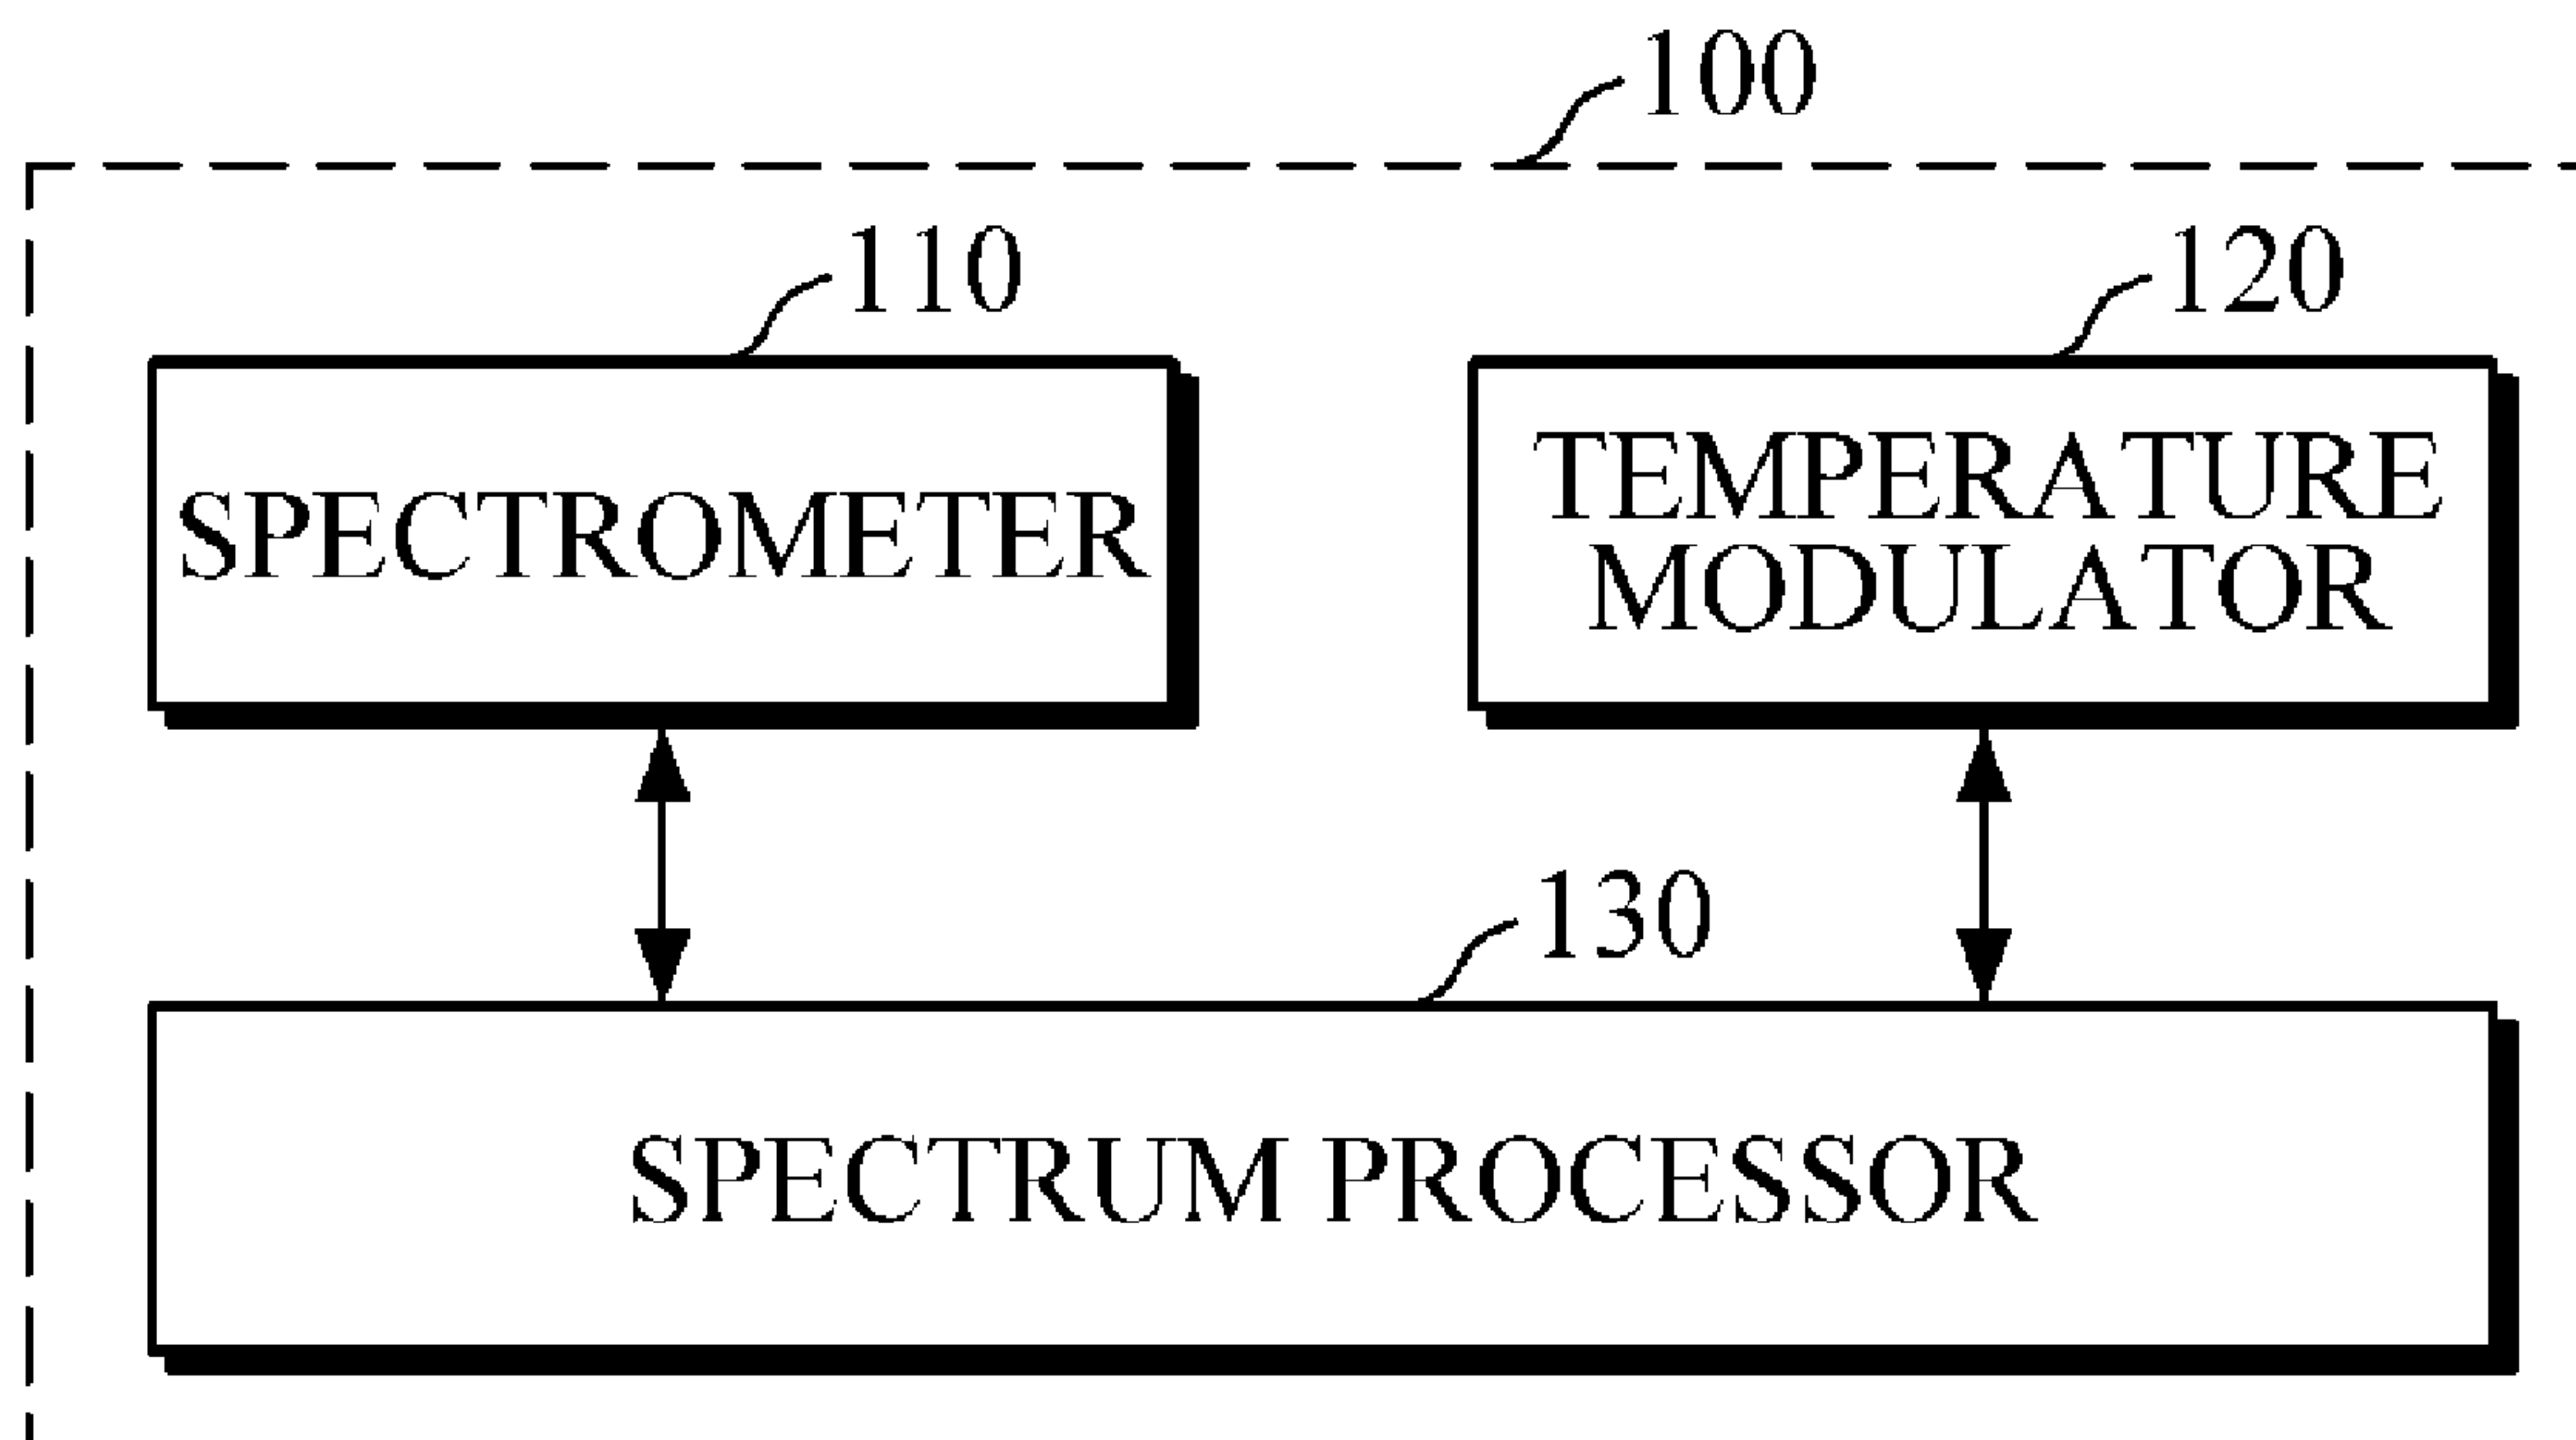 100
110
120
SPECTROMETER
TEMPERATURE
MODULATOR
130
SPECTRUM PROCESSOR